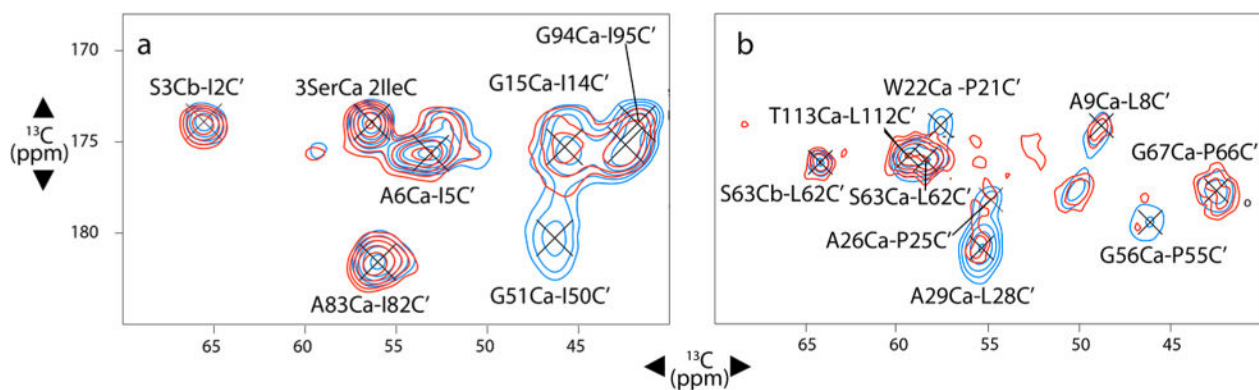 a
b
G94Ca-I95C′
S3Cb-I2C′
3SerCa 2IleC
G15Ca-I14C′
A6Ca-I5C′
A83Ca-I82C′
G51Ca-I50C′
170
175
180
¹³C
(ppm)
65
60
55
50
45
W22Ca -P21C′
A9Ca-L8C′
T113Ca-L112C′
G67Ca-P66C′
S63Cb-L62C′
S63Ca-L62C′
A26Ca-P25C′
G56Ca-P55C′
A29Ca-L28C′
65
60
55
50
45
¹³C
(ppm)